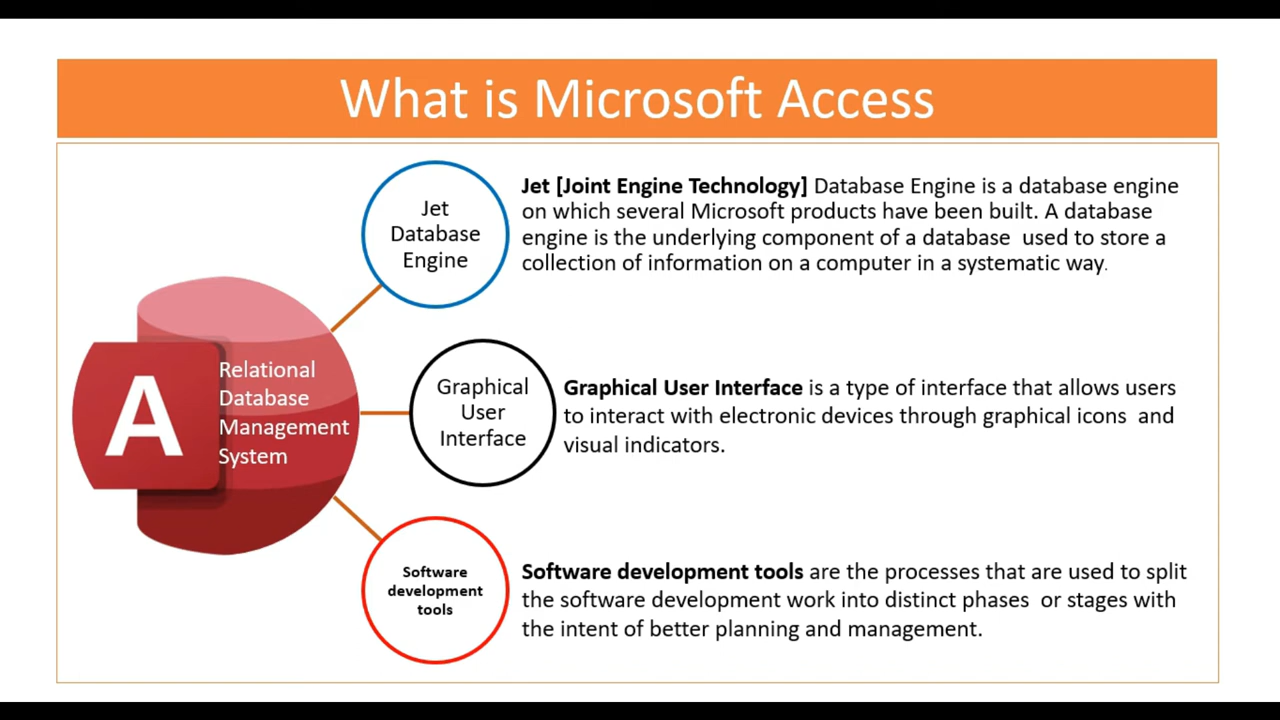 What is Microsoft Access
Jet
Database
Engine
Jet [Joint Engine Technology] Database Engine is a database engine
on which several Microsoft products have been built. A database
engine is the underlying component of a database used to store a
collection of information on a computer in a systematic way.
A
Relational
Database
Management
System
Graphical
User
Interface
Graphical User Interface is a type of interface that allows users
to interact with electronic devices through graphical icons and
visual indicators.
Software
development
tools
Software development tools are the processes that are used to split
the software development work into distinct phases or stages with
the intent of better planning and management.